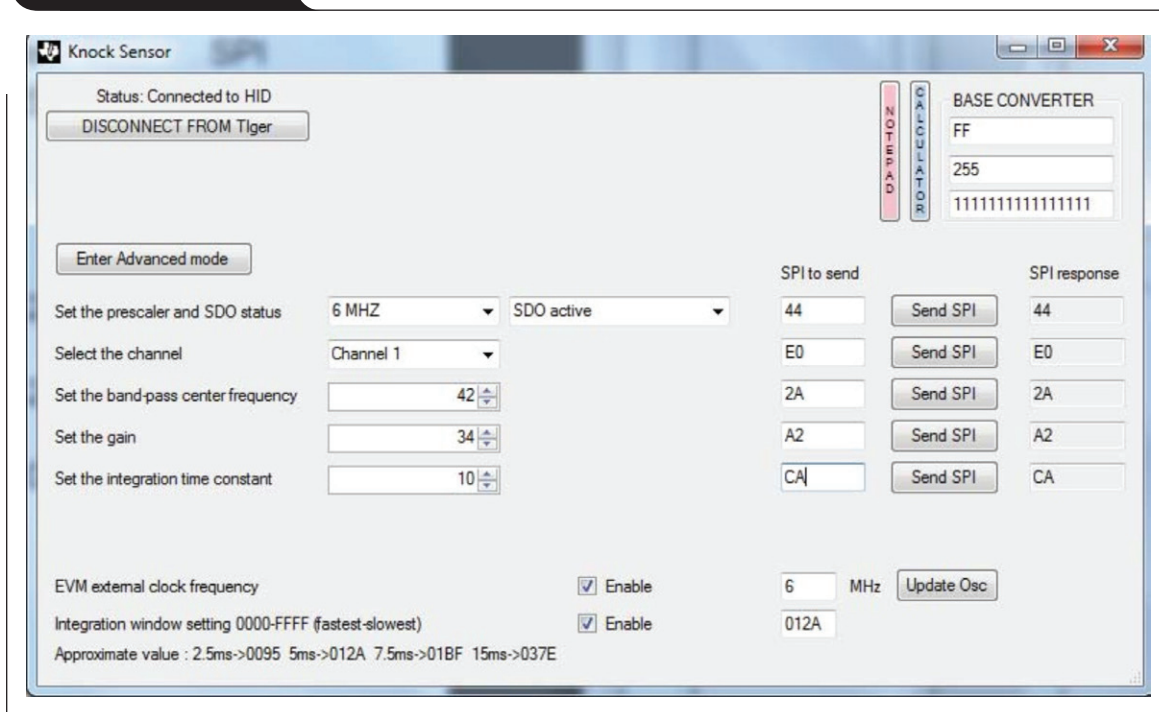 Knock Sensor
Status: Connected to HID
DISCONNECT FROM TIger
NOTEPAD
CALCULATOR
BASE CONVERTER
FF
255
1111111111111111
Enter Advanced mode
SPI to send
SPI response
Set the prescaler and SDO status 6 MHZ SDO active 44 Send SPI 44
Select the channel Channel 1 E0 Send SPI E0
Set the band-pass center frequency 42 2A Send SPI 2A
Set the gain 34 A2 Send SPI A2
Set the integration time constant 10 CA Send SPI CA
EVM external clock frequency Enable 6 MHz Update Osc
Integration window setting 0000-FFFF (fastest-slowest) Enable 012A
Approximate value : 2.5ms->0095 5ms->012A 7.5ms->01BF 15ms->037E